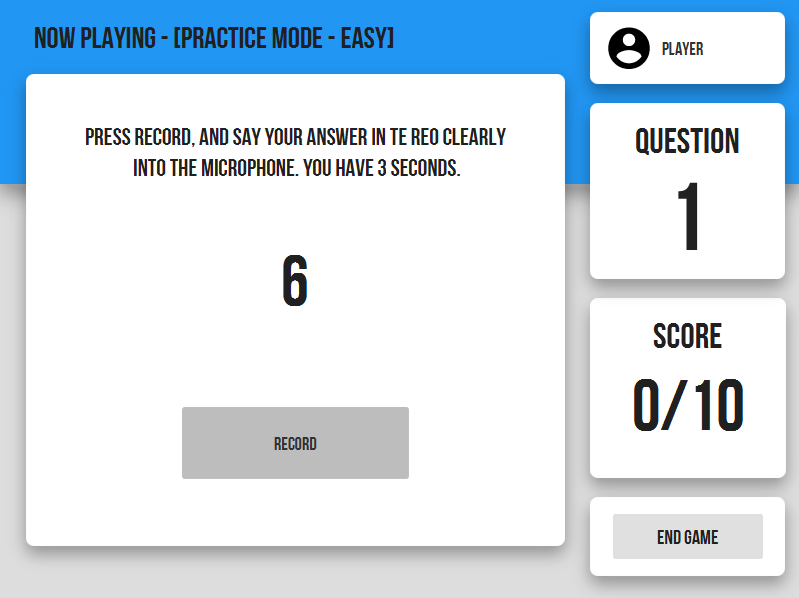 NOW PLAYING - [PRACTICE MODE - EASY]
PLAYER
PRESS RECORD, AND SAY YOUR ANSWER IN TE REO CLEARLY
INTO THE MICROPHONE. YOU HAVE 3 SECONDS.
6
RECORD
QUESTION
1
SCORE
0/10
END GAME